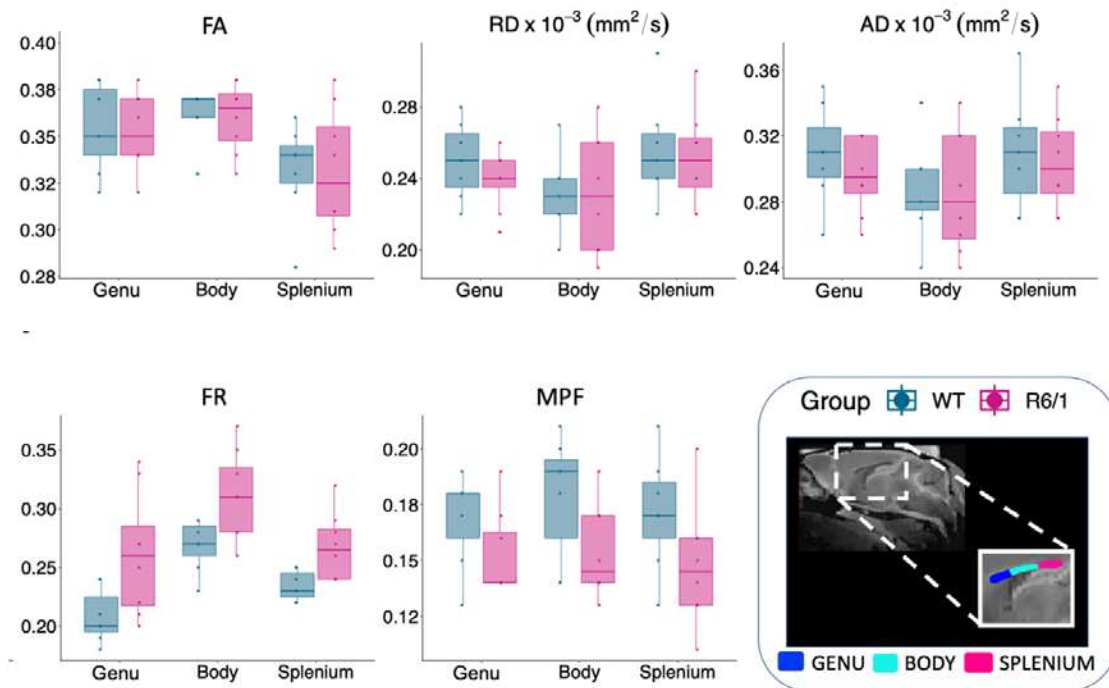 FA
0.40
0.38
0.35
0.32
0.28
Genu Body Splenium
RD x 10⁻³ (mm²/s)
0.28
0.24
0.20
Genu Body Splenium
AD x 10⁻³ (mm²/s)
0.36
0.32
0.28
0.24
Genu Body Splenium
FR
0.35
0.30
0.25
0.20
Genu Body Splenium
MPF
0.20
0.18
0.15
0.12
Genu Body Splenium
Group WT R6/1
GENU BODY SPLENIUM